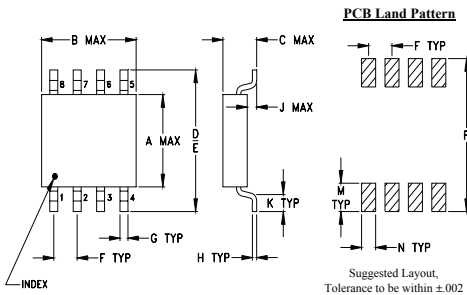 PCB Land Pattern
B MAX
C MAX
F TYP
8 7 6 5
J MAX
A MAX
D
E
1 2 3 4
K TYP
M
TYP
G TYP
F TYP
H TYP
N TYP
INDEX
Suggested Layout,
Tolerance to be within ±.002